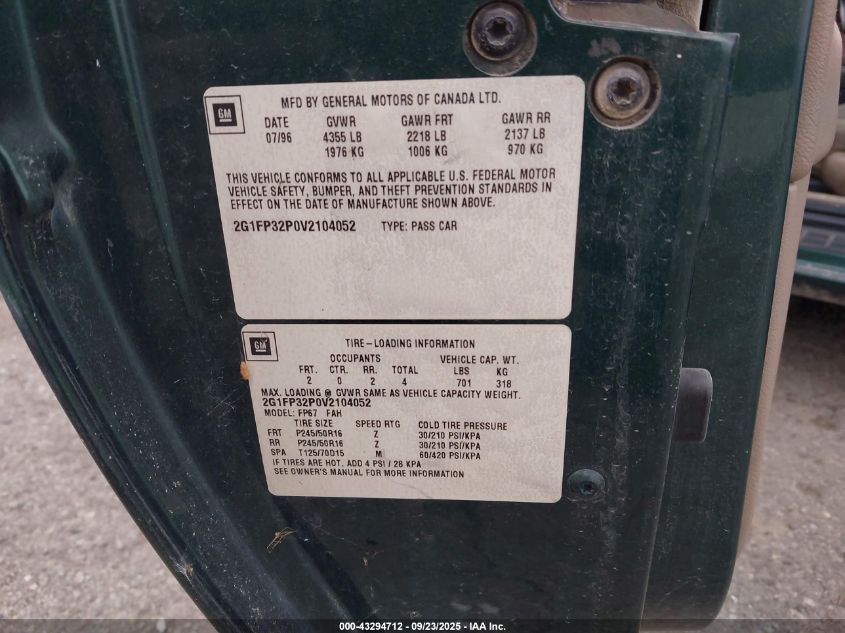 GM
MFD BY GENERAL MOTORS OF CANADA LTD.
DATE GVWR GAWR FRT GAWR RR
07/96 4355 LB 2218 LB 2137 LB
1976 KG 1006 KG 970 KG
THIS VEHICLE CONFORMS TO ALL APPLICABLE U.S. FEDERAL MOTOR
VEHICLE SAFETY, BUMPER, AND THEFT PREVENTION STANDARDS IN
EFFECT ON THE DATE OF MANUFACTURE SHOWN ABOVE.
2G1FP32P0V2104052 TYPE: PASS CAR
GM
TIRE-LOADING INFORMATION
OCCUPANTS VEHICLE CAP. WT.
FRT. CTR. RR. TOTAL LBS KG
2 0 2 4 701 318
MAX. LOADING @ GVWR SAME AS VEHICLE CAPACITY WEIGHT.
2G1FP32P0V2104052
MODEL: FP67 FAH
TIRE SIZE SPEED RTG COLD TIRE PRESSURE
FRT P245/50R16 Z 30/210 PSI/KPA
RR P245/50R16 Z 30/210 PSI/KPA
SPA T125/70D15 M 60/420 PSI/KPA
IF TIRES ARE HOT, ADD 4 PSI / 28 KPA
SEE OWNER'S MANUAL FOR MORE INFORMATION
000-43294712 - 09/23/2025 - IAA Inc.